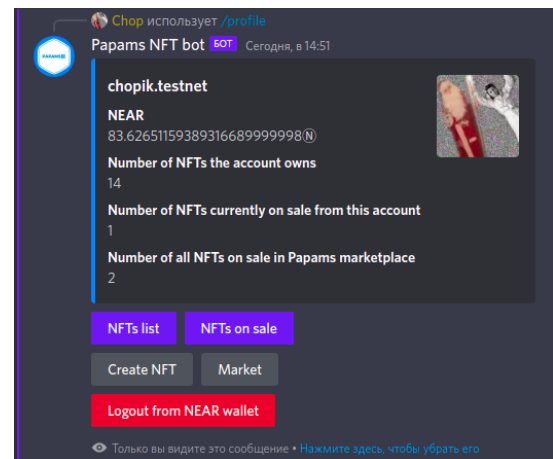 Chop использует /profile
PAPAMS
Papams NFT bot БОТ Сегодня, в 14:51
chopik.testnet
NEAR
83.62651159389316689999998Ⓝ
Number of NFTs the account owns
14
Number of NFTs currently on sale from this account
1
Number of all NFTs on sale in Papams marketplace
2
NFTs list NFTs on sale
Create NFT Market
Logout from NEAR wallet
Только вы видите это сообщение • Нажмите здесь, чтобы убрать его